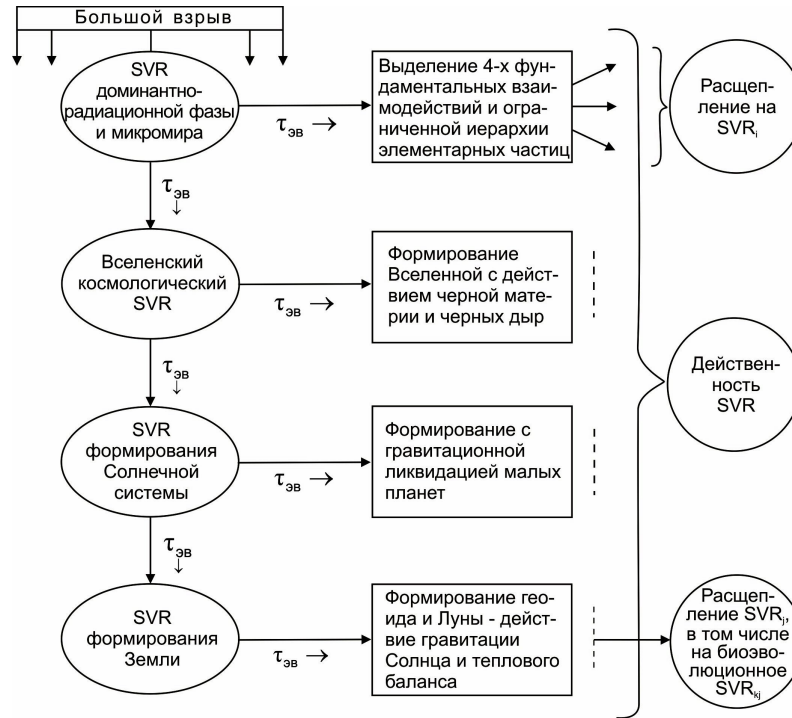 Большой взрыв
SVR
доминантно-
радиационной фазы
и микромира
τэв →
Выделение 4-х фун-
даментальных взаи-
модействий и огра-
ниченной иерархии
элементарных частиц
Расщеп-
ление на
SVRi
τэв
↓
Вселенский
космологический
SVR
τэв →
Формирование
Вселенной с дейст-
вием черной мате-
рии и черных дыр
τэв
↓
Действен-
ность
SVR
SVR
формирования
Солнечной
системы
τэв →
Формирование с
гравитационной
ликвидацией малых
планет
τэв
↓
SVR
формирования
Земли
τэв →
Формирование гео-
ида и Луны - дейст-
вие гравитации
Солнца и теплового
баланса
Расщеп-
ление SVRj,
в том числе
на биоэво-
люционное
SVRkj